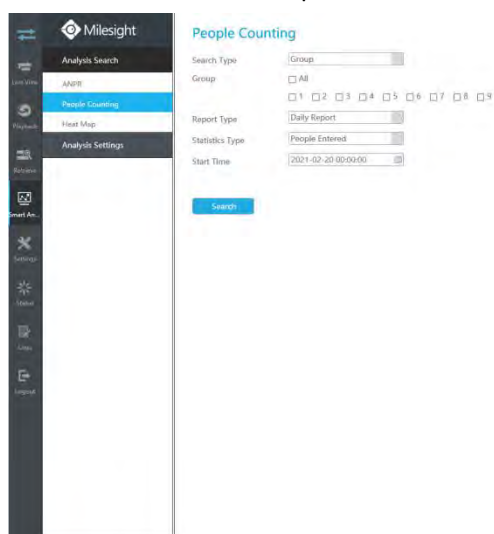 Milesight
Live View
Playback
Retrieve
Smart An...
Settings
Status
Logs
Logout
Analysis Search
ANPR
People Counting
Heat Map
Analysis Settings
People Counting
Search Type Group
Group All
1 2 3 4 5 6 7 8 9
Report Type Daily Report
Statistics Type People Entered
Start Time 2021-02-20 00:00:00
Search